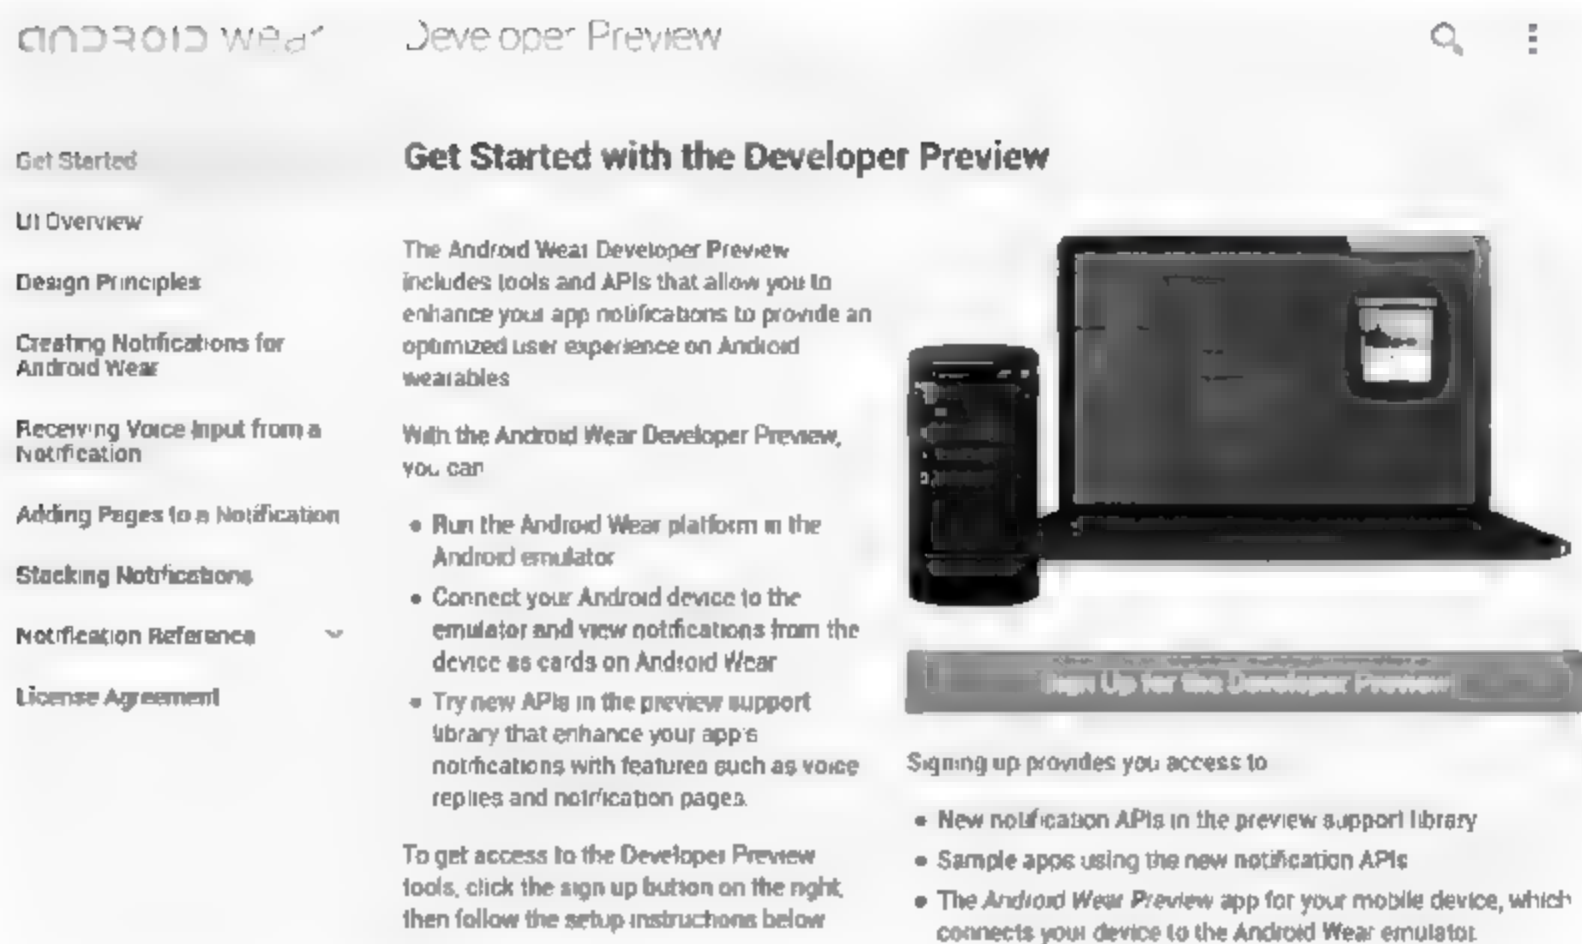 android wear
Developer Preview
Get Started
UI Overview
Design Principles
Creating Notifications for
Android Wear
Receiving Voice Input from a
Notification
Adding Pages to a Notification
Stacking Notifications
Notification Reference
License Agreement
Get Started with the Developer Preview
The Android Wear Developer Preview
includes tools and APIs that allow you to
enhance your app notifications to provide an
optimized user experience on Android
wearables
With the Android Wear Developer Preview,
you can
• Run the Android Wear platform in the
Android emulator
• Connect your Android device to the
emulator and view notifications from the
device as cards on Android Wear
• Try new APIs in the preview support
library that enhance your app's
notifications with features such as voice
replies and notification pages.
To get access to the Developer Preview
tools, click the sign up button on the right,
then follow the setup instructions below
Sign Up for the Developer Preview
Signing up provides you access to
• New notification APIs in the preview support library
• Sample apps using the new notification APIs
• The Android Wear Preview app for your mobile device, which
connects your device to the Android Wear emulator.